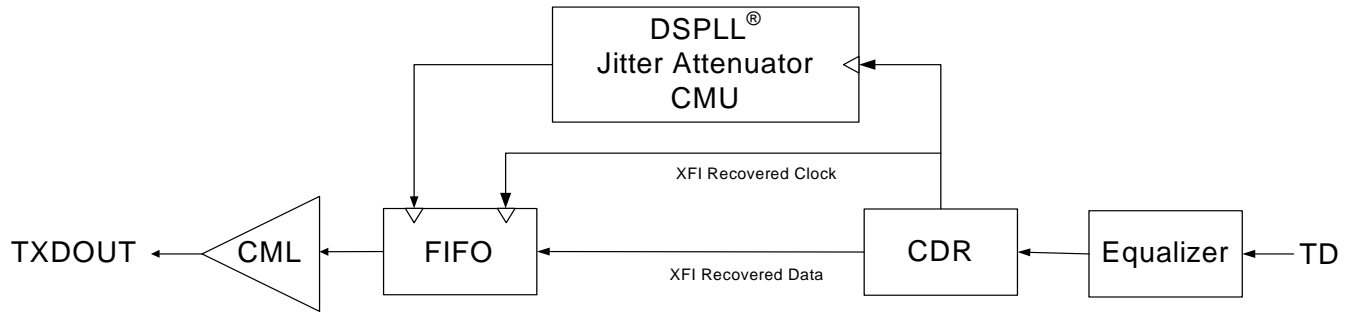 DSPLL®
Jitter Attenuator
CMU
XFI Recovered Clock
TXDOUT
CML
FIFO
CDR
Equalizer
TD
XFI Recovered Data